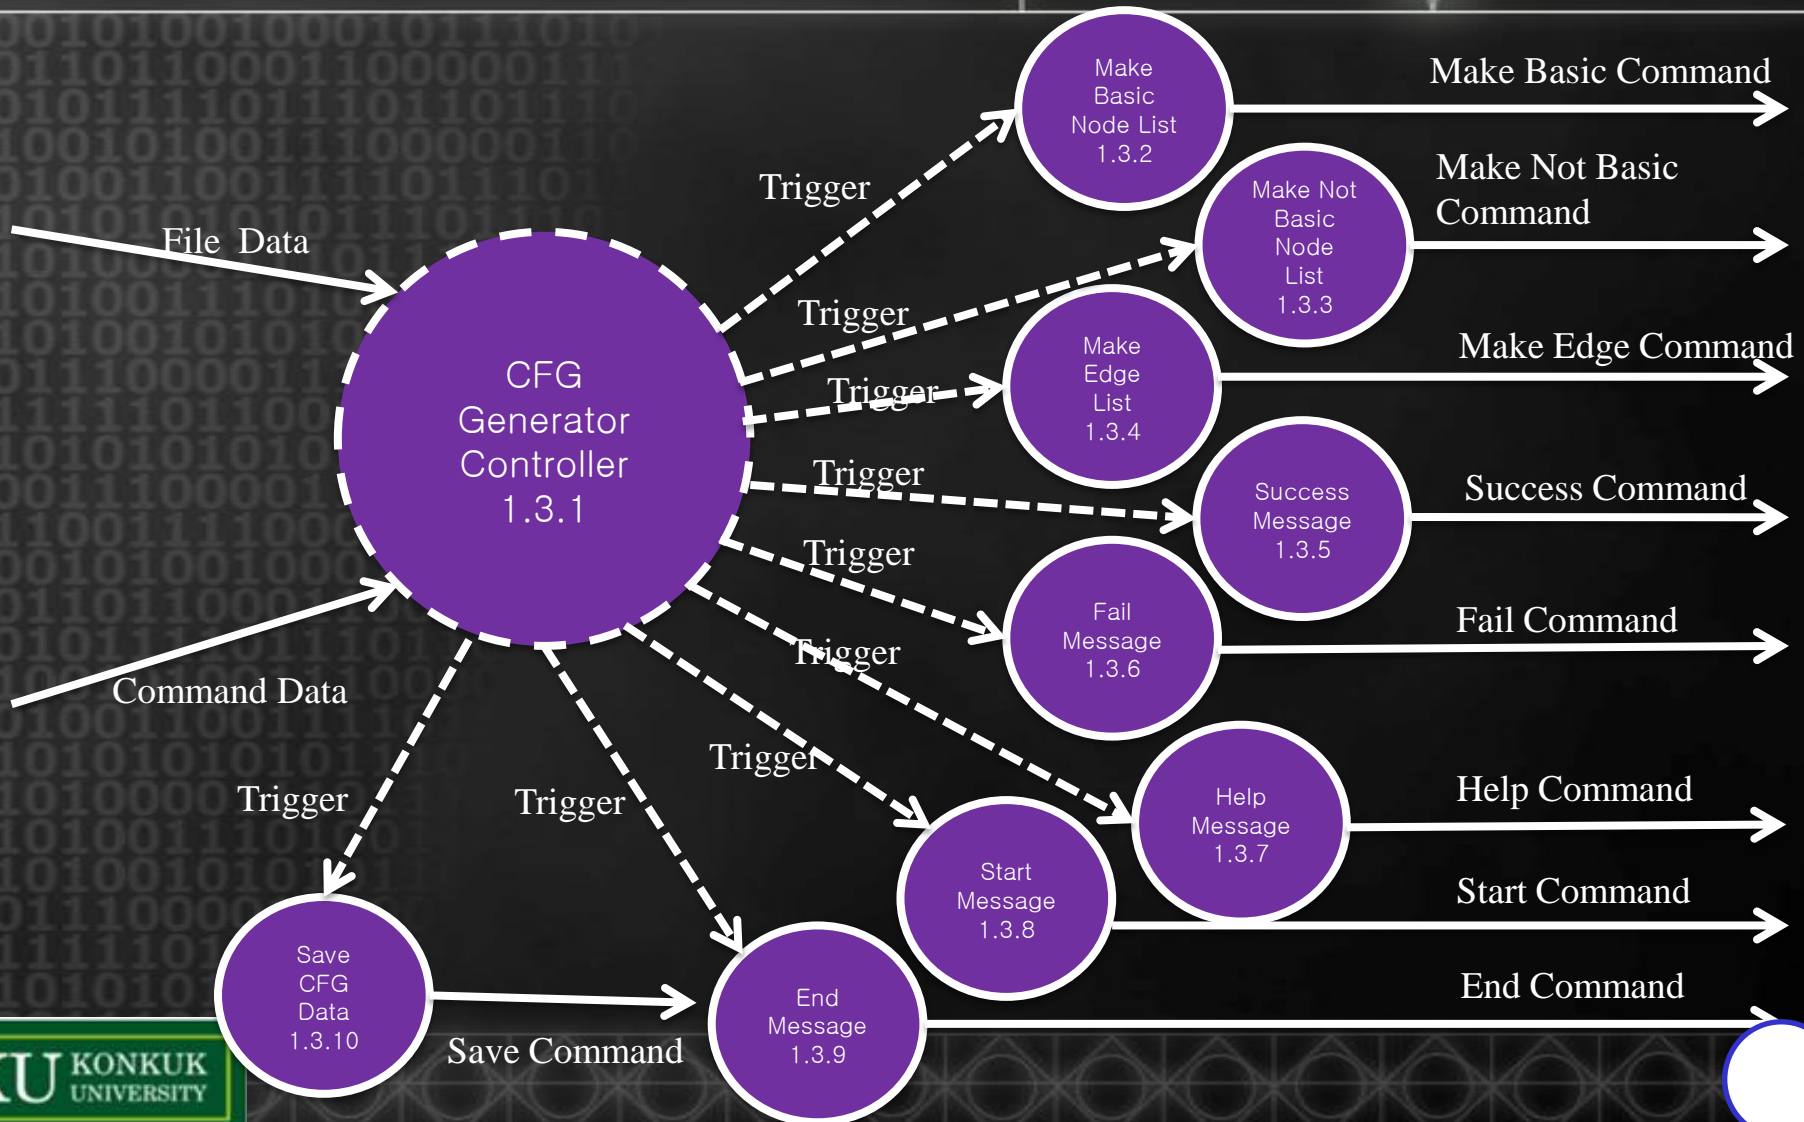 Make
Basic
Node List
1.3.2
Make Basic Command
Trigger
Make Not
Basic
Node
List
1.3.3
Make Not Basic
Command
File  Data
Trigger
Make
Edge
List
1.3.4
Make Edge Command
Trigger
CFG
Generator
Controller
1.3.1
Trigger
Success
Message
1.3.5
Success Command
Trigger
Fail
Message
1.3.6
Fail Command
Trigger
Command Data
Trigger
Help
Message
1.3.7
Help Command
Trigger
Trigger
Start
Message
1.3.8
Start Command
Save
CFG
Data
1.3.10
Save Command
End
Message
1.3.9
End Command
KONKUK
UNIVERSITY